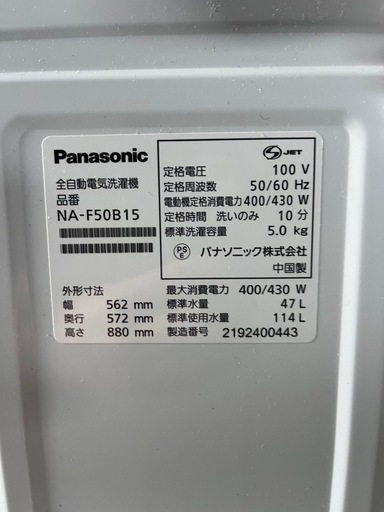 Panasonic
全自動電気洗濯機
品番
NA-F50B15
外形寸法
幅 562 mm
奥行 572 mm
高さ 880 mm
S JET
定格電圧 100 V
定格周波数 50/60 Hz
電動機定格消費電力 400/430 W
定格時間 洗いのみ 10 分
標準洗濯容量 5.0 kg
PSE パナソニック株式会社
中国製
最大消費電力 400/430 W
標準水量 47 L
標準使用水量 114 L
製造番号 2192400443